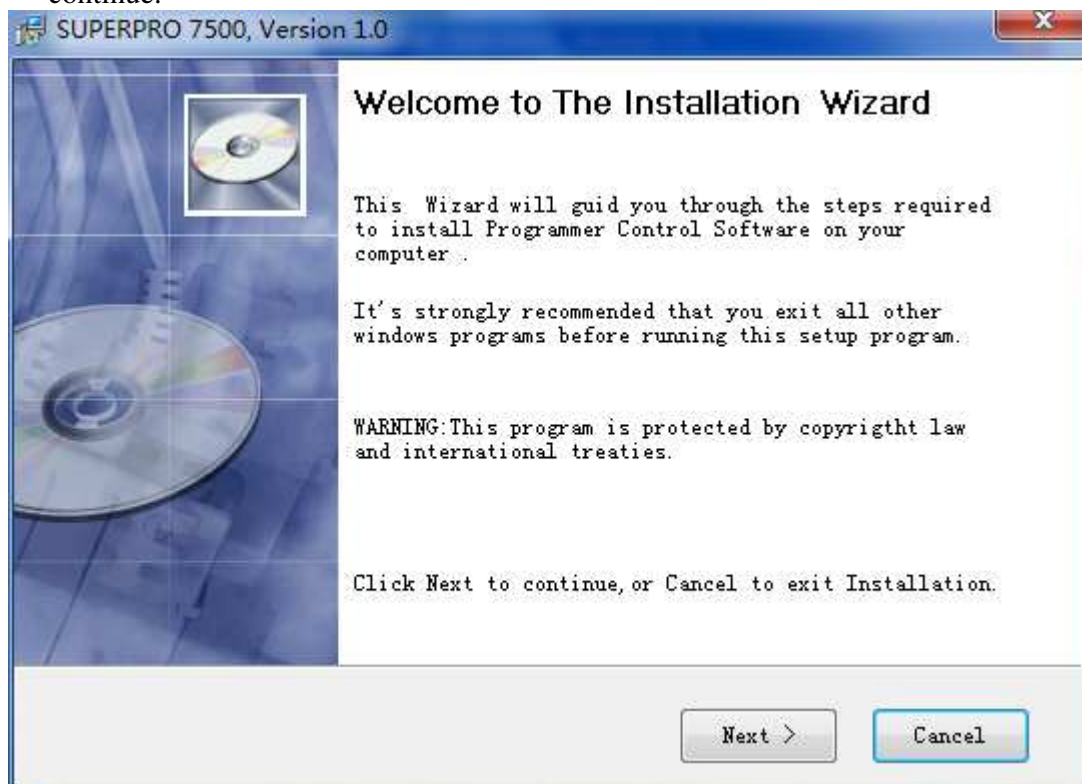 continue.
SUPERPRO 7500, Version 1.0
Welcome to The Installation Wizard
This Wizard will guid you through the steps required
to install Programmer Control Software on your
computer .
It's strongly recommended that you exit all other
windows programs before running this setup program.
WARNING:This program is protected by copyrigtht law
and international treaties.
Click Next to continue, or Cancel to exit Installation.
Next >
Cancel